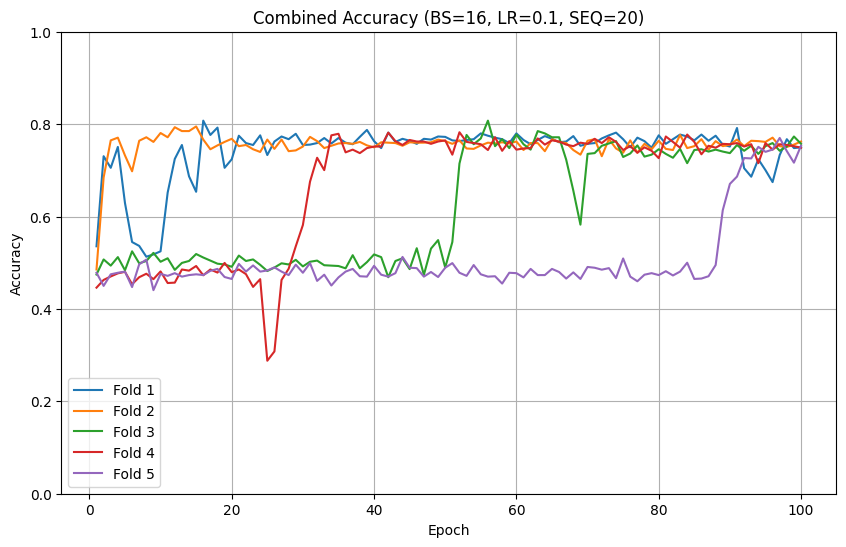 Combined Accuracy (BS=16, LR=0.1, SEQ=20)
1.0
0.8
0.6
0.4
0.2
0.0
Accuracy
Fold 1
Fold 2
Fold 3
Fold 4
Fold 5
0 20 40 60 80 100
Epoch